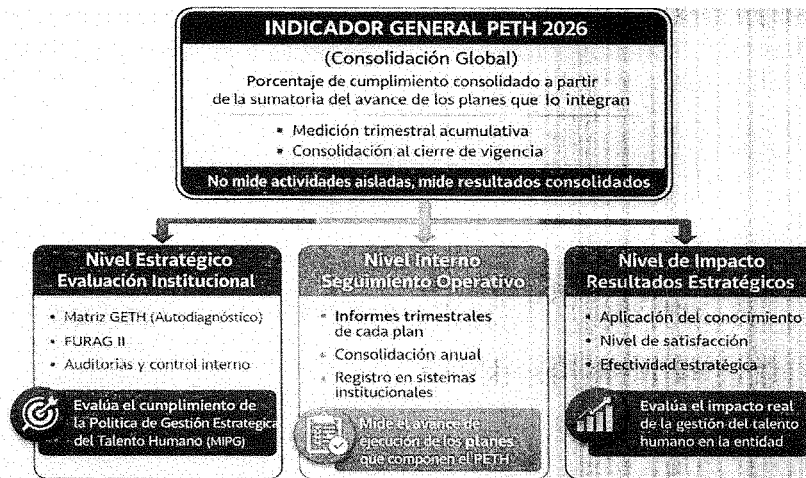 INDICADOR GENERAL PETH 2026
(Consolidación Global)
Porcentaje de cumplimiento consolidado a partir
de la sumatoria del avance de los planes que lo integran
• Medición trimestral acumulativa
• Consolidación al cierre de vigencia
No mide actividades aisladas, mide resultados consolidados
Nivel Estratégico
Evaluación Institucional
• Matriz GETH (Autodiagnóstico)
• FURAG II
• Auditorias y control interno
Evalúa el cumplimiento de
la Política de Gestión Estrategica
del Talento Humano (MIPG)
Nivel Interno
Seguimiento Operativo
• Informes trimestrales
de cada plan
• Consolidación anual
• Registro en sistemas
institucionales
Mide el avance de
ejecución de los planes
que componen el PETH
Nivel de Impacto
Resultados Estratégicos
• Aplicación del conocimiento
• Nivel de satisfacción
• Efectividad estratégica
Evalúa el impacto real
de la gestión del talento
humano en la entidad